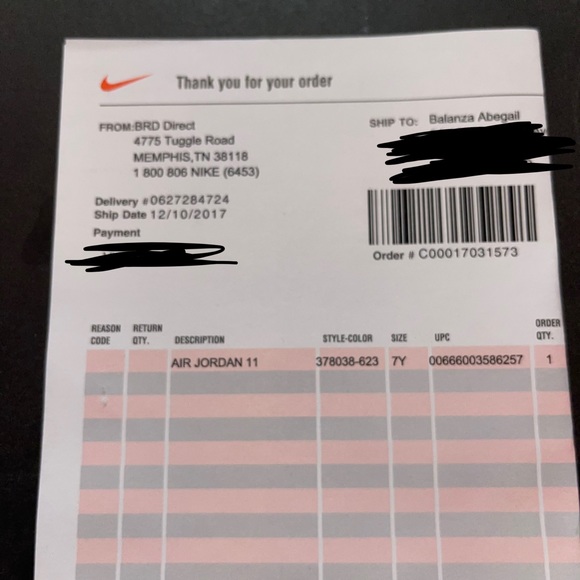 Thank you for your order
FROM:BRD Direct
4775 Tuggle Road
MEMPHIS,TN 38118
1 800 806 NIKE (6453)
SHIP TO: Balanza Abegail
Delivery #0627284724
Ship Date 12/10/2017
Payment
Order # C00017031573
REASON CODE RETURN QTY. DESCRIPTION STYLE-COLOR SIZE UPC ORDER QTY.
AIR JORDAN 11 378038-623 7Y 00666003586257 1